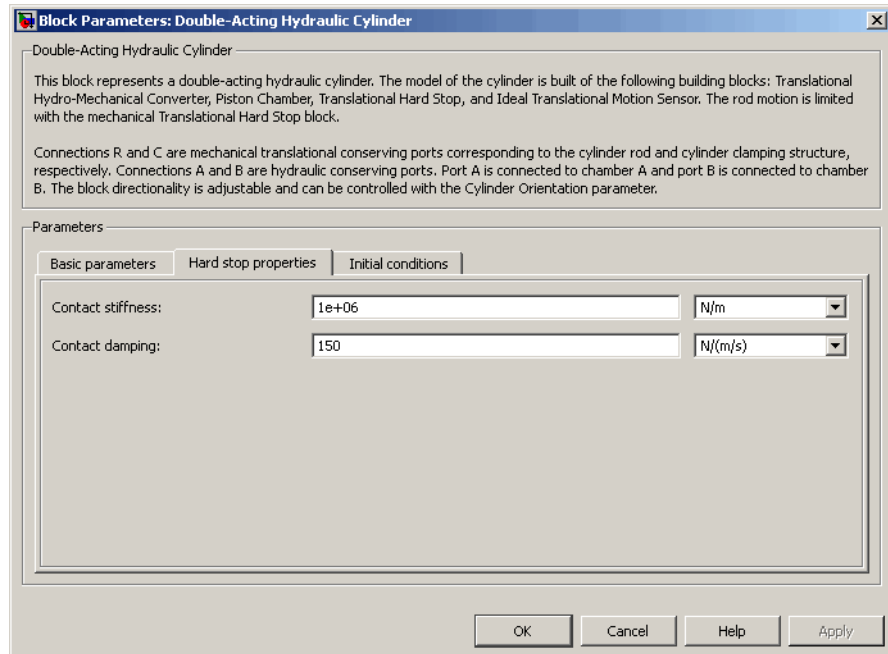 Block Parameters: Double-Acting Hydraulic Cylinder
Double-Acting Hydraulic Cylinder
This block represents a double-acting hydraulic cylinder. The model of the cylinder is built of the following building blocks: Translational
Hydro-Mechanical Converter, Piston Chamber, Translational Hard Stop, and Ideal Translational Motion Sensor. The rod motion is limited
with the mechanical Translational Hard Stop block.
Connections R and C are mechanical translational conserving ports corresponding to the cylinder rod and cylinder clamping structure,
respectively. Connections A and B are hydraulic conserving ports. Port A is connected to chamber A and port B is connected to chamber
B. The block directionality is adjustable and can be controlled with the Cylinder Orientation parameter.
Parameters
Basic parameters Hard stop properties Initial conditions
Contact stiffness: 1e+06 N/m
Contact damping: 150 N/(m/s)
OK Cancel Help Apply